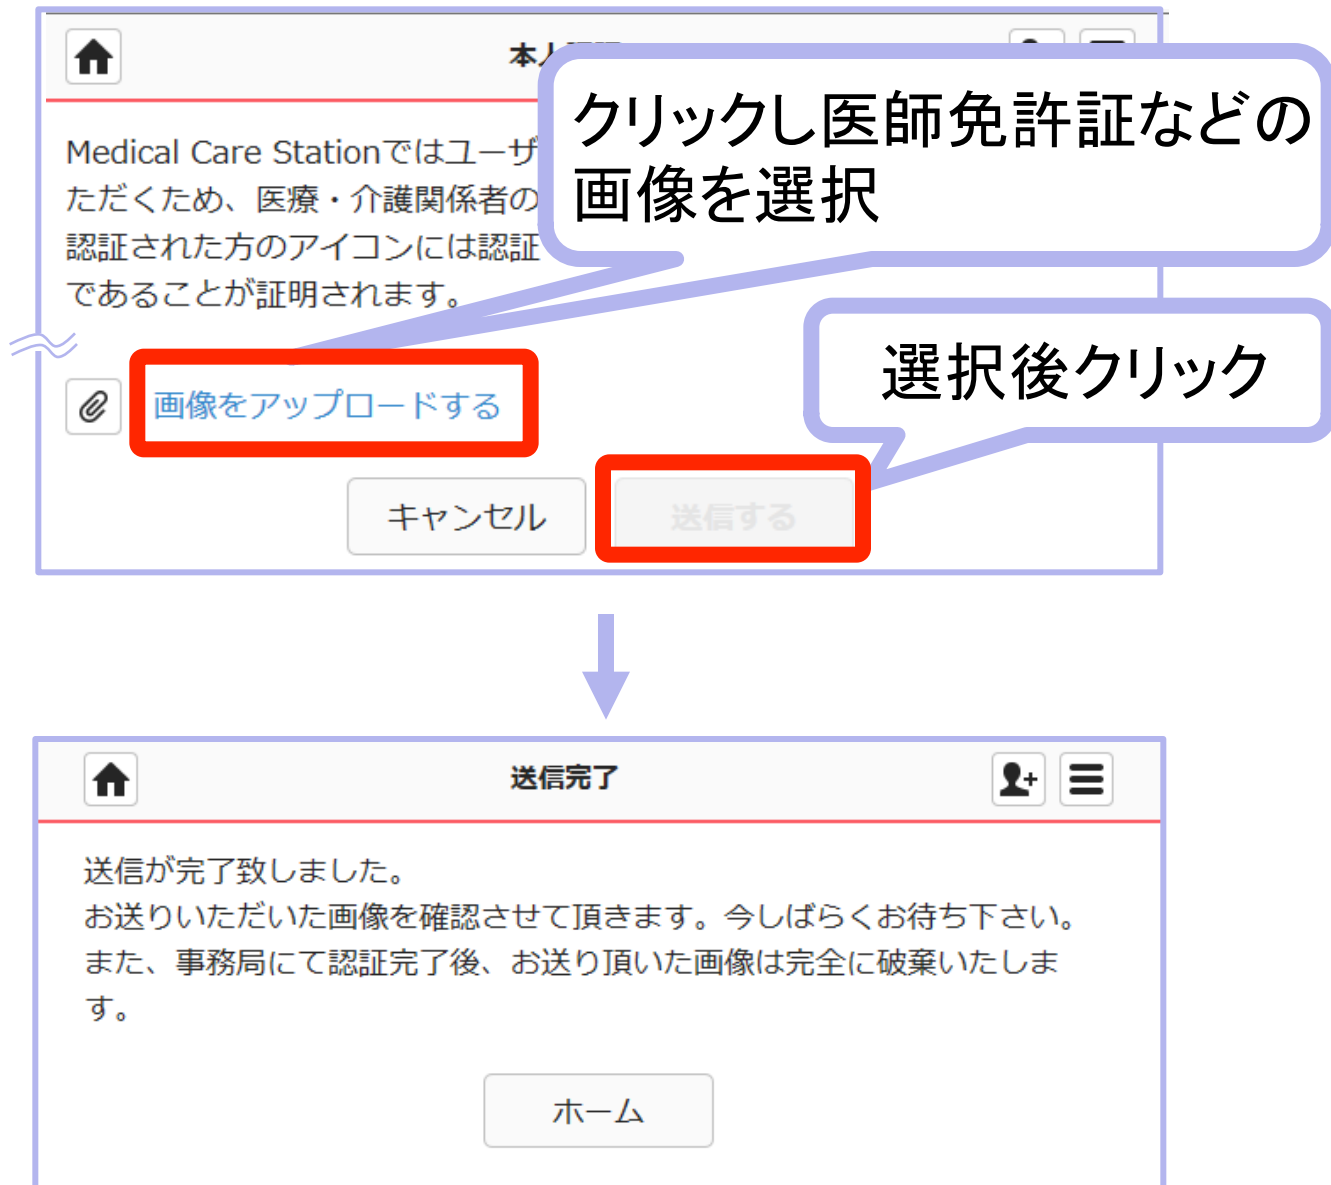 本人
クリックし医師免許証などの
画像を選択
Medical Care Stationではユーザ
ただくため、医療・介護関係者の
認証された方のアイコンには認証
であることが証明されます。
選択後クリック
画像をアップロードする
キャンセル
送信する
送信完了
送信が完了致しました。
お送りいただいた画像を確認させて頂きます。今しばらくお待ち下さい。
また、事務局にて認証完了後、お送り頂いた画像は完全に破棄いたしま
す。
ホーム